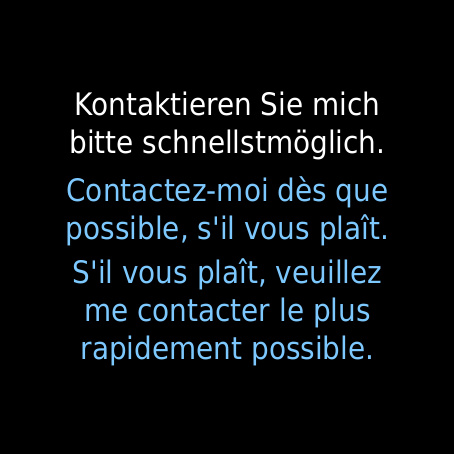 Kontaktieren Sie mich
bitte schnellstmöglich.
Contactez-moi dès que
possible, s'il vous plaît.
S'il vous plaît, veuillez
me contacter le plus
rapidement possible.